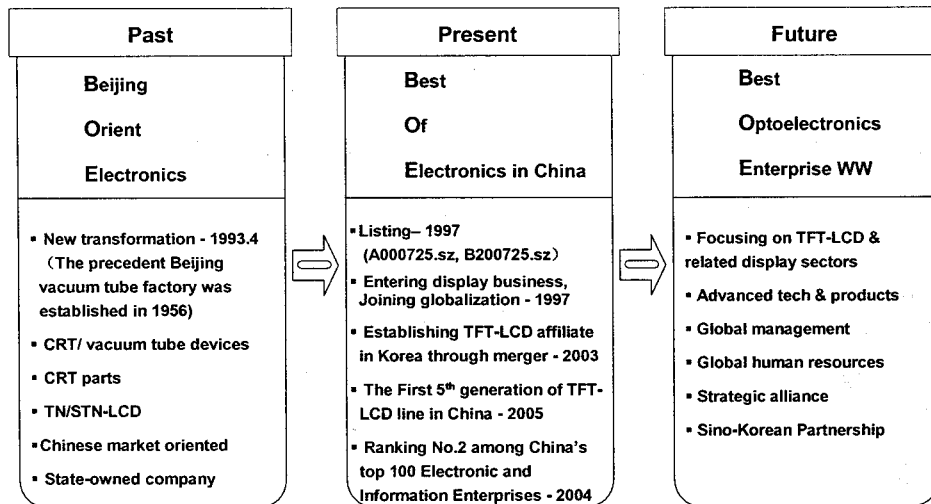 Past
Beijing
Orient
Electronics
▪ New transformation - 1993.4
(The precedent Beijing
vacuum tube factory was
established in 1956)
▪ CRT/ vacuum tube devices
▪ CRT parts
▪ TN/STN-LCD
▪ Chinese market oriented
▪ State-owned company
Present
Best
Of
Electronics in China
▪ Listing– 1997
(A000725.sz, B200725.sz)
▪ Entering display business,
Joining globalization - 1997
▪ Establishing TFT-LCD affiliate
in Korea through merger - 2003
▪ The First 5th generation of TFT-
LCD line in China - 2005
▪ Ranking No.2 among China's
top 100 Electronic and
Information Enterprises - 2004
Future
Best
Optoelectronics
Enterprise WW
▪ Focusing on TFT-LCD &
related display sectors
▪ Advanced tech & products
▪ Global management
▪ Global human resources
▪ Strategic alliance
▪ Sino-Korean Partnership